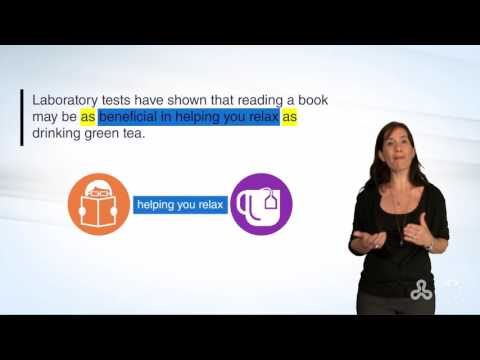 Laboratory tests have shown that reading a book
may be as beneficial in helping you relax as
drinking green tea.
helping you relax